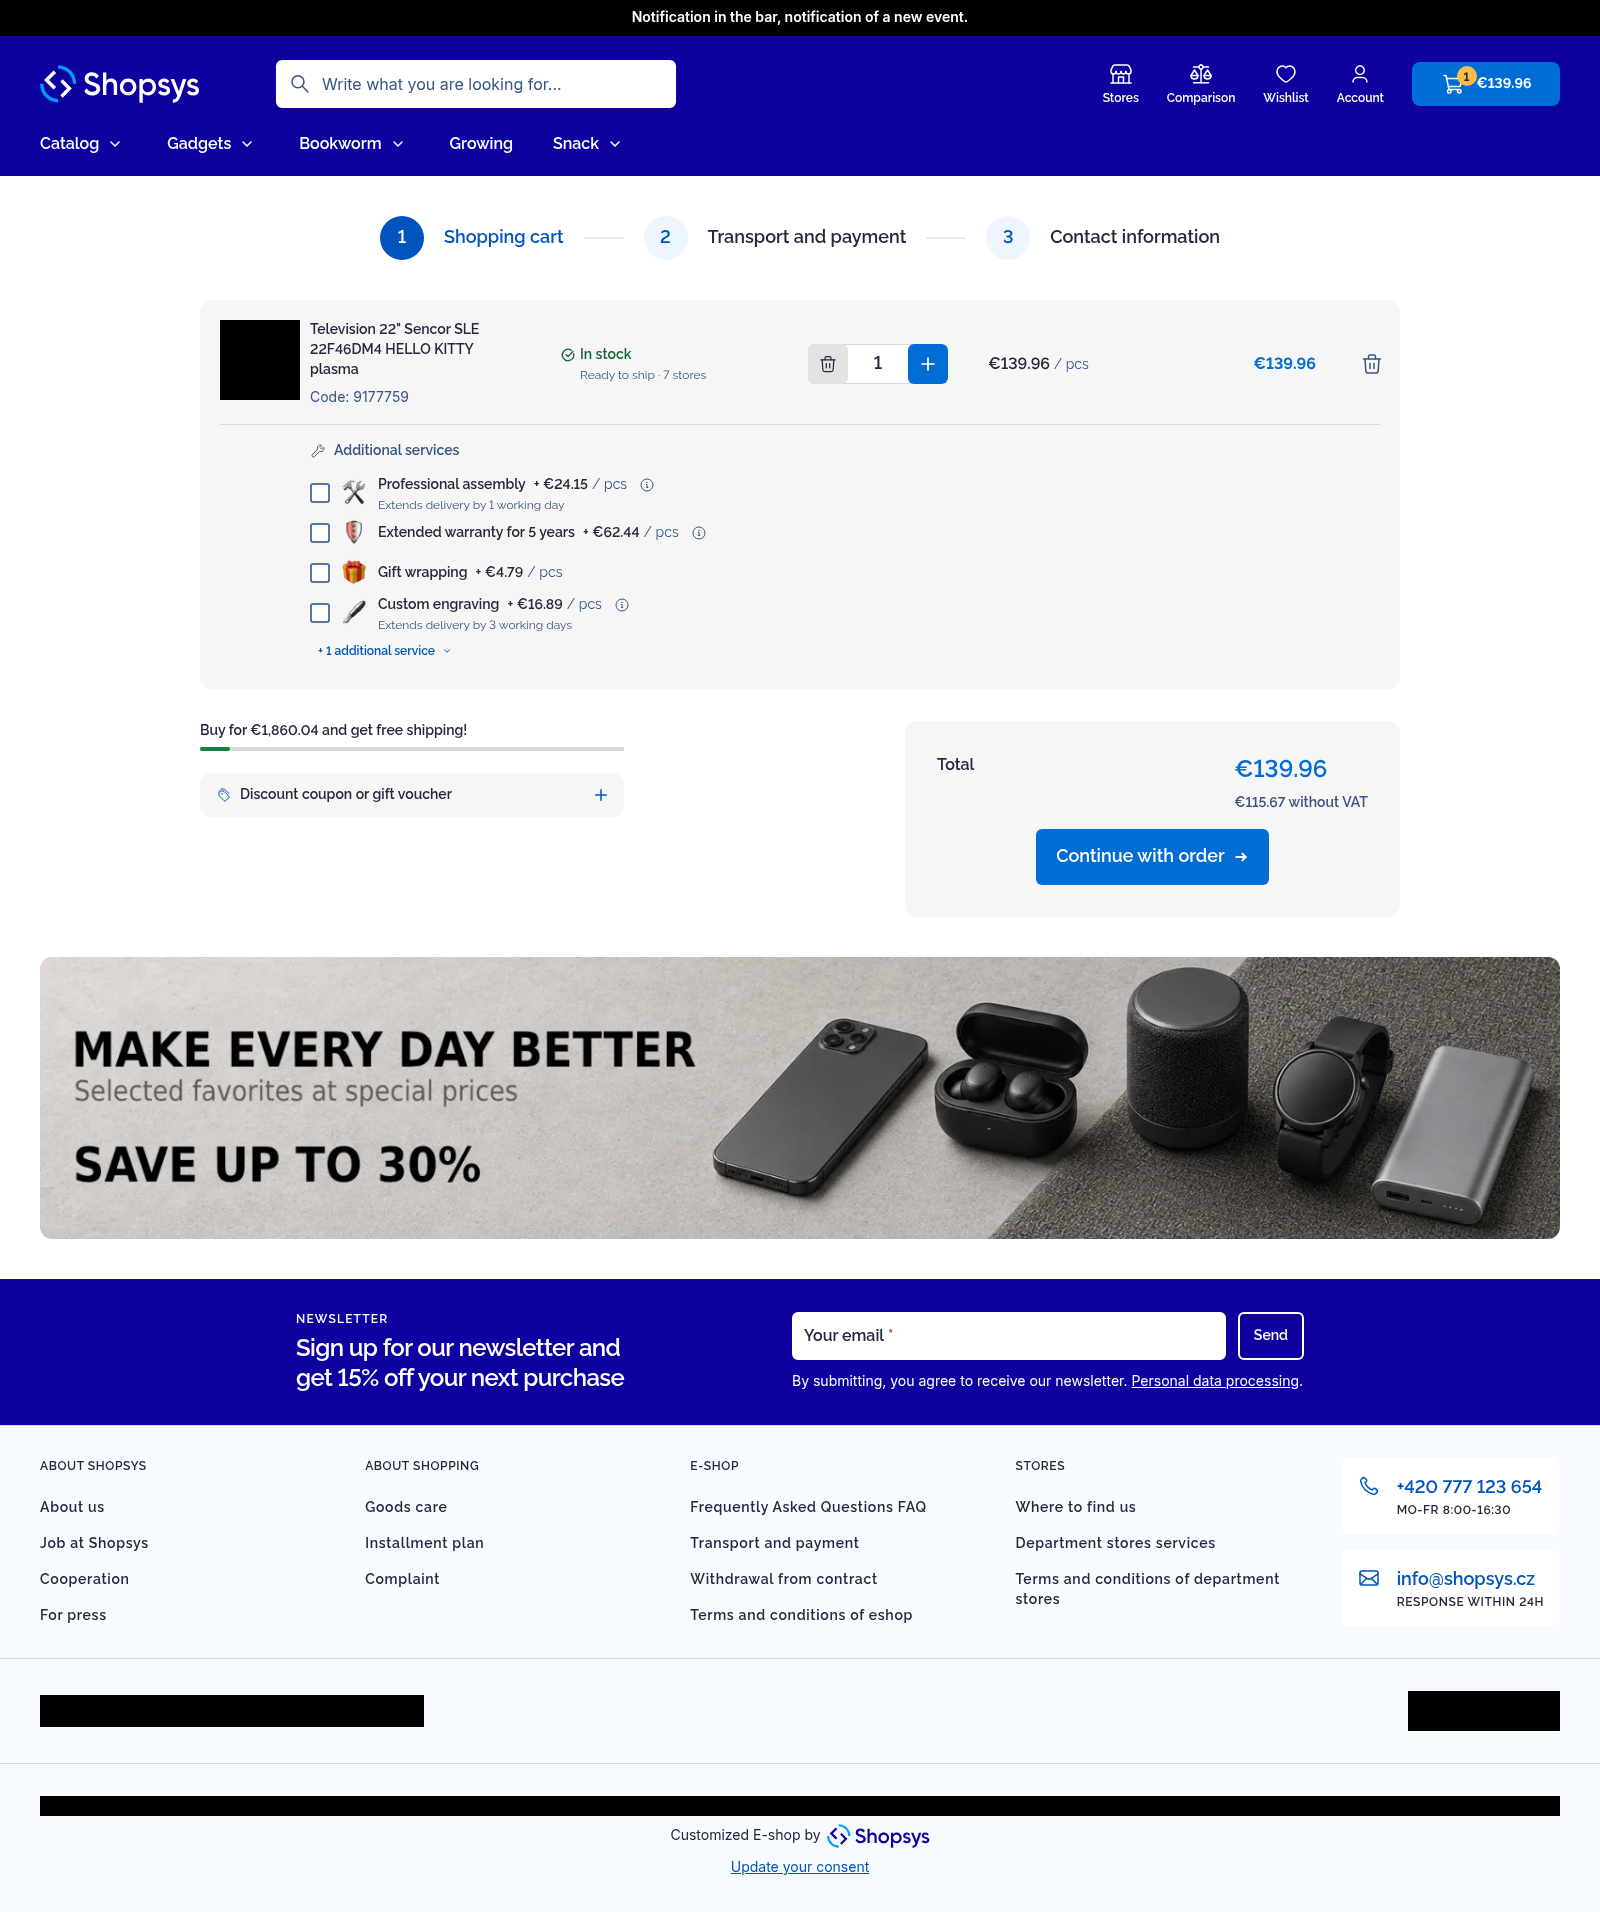 Notification in the bar, notification of a new event.
Shopsys
Write what you are looking for...
Stores
Comparison
Wishlist
Account
1
€139.96
Catalog
Gadgets
Bookworm
Growing
Snack
1 Shopping cart
2 Transport and payment
3 Contact information
Television 22" Sencor SLE
22F46DM4 HELLO KITTY
plasma
Code: 9177759
In stock
Ready to ship · 7 stores
1
€139.96 / pcs
€139.96
Additional services
Professional assembly + €24.15 / pcs
Extends delivery by 1 working day
Extended warranty for 5 years + €62.44 / pcs
Gift wrapping + €4.79 / pcs
Custom engraving + €16.89 / pcs
Extends delivery by 3 working days
+ 1 additional service
Buy for €1,860.04 and get free shipping!
Discount coupon or gift voucher
Total
€139.96
€115.67 without VAT
Continue with order
MAKE EVERY DAY BETTER
Selected favorites at special prices
SAVE UP TO 30%
NEWSLETTER
Sign up for our newsletter and
get 15% off your next purchase
Your email *
Send
By submitting, you agree to receive our newsletter. Personal data processing.
ABOUT SHOPSYS
About us
Job at Shopsys
Cooperation
For press
ABOUT SHOPPING
Goods care
Installment plan
Complaint
E-SHOP
Frequently Asked Questions FAQ
Transport and payment
Withdrawal from contract
Terms and conditions of eshop
STORES
Where to find us
Department stores services
Terms and conditions of department
stores
+420 777 123 654
MO-FR 8:00-16:30
info@shopsys.cz
RESPONSE WITHIN 24H
Customized E-shop by Shopsys
Update your consent